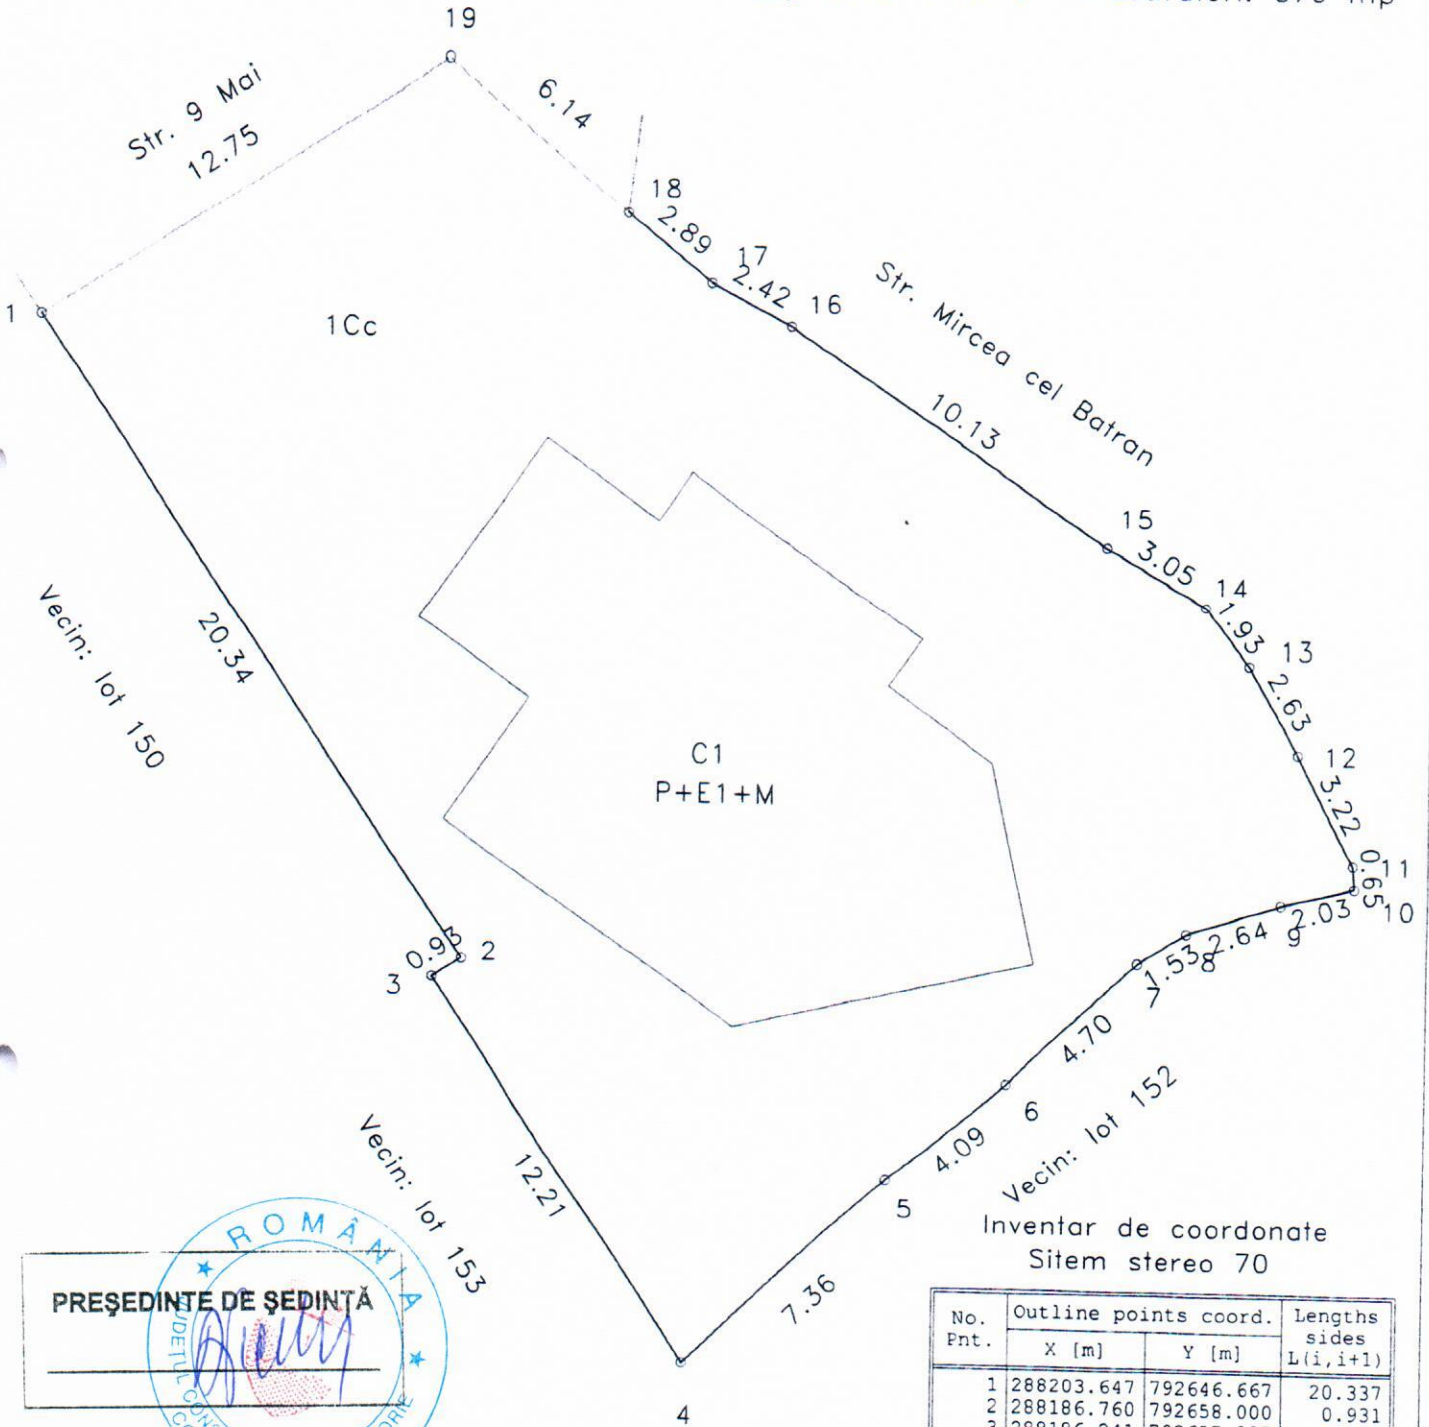 19
Str. 9 Mai
12.75
6.14
18
2.89
17
2.42
16
Str. Mircea cel Batran
1
1Cc
10.13
15
3.05
14
1.93
13
2.63
12
3.22
11
0.65
10
2.03
9
2.64
8
1.53
7
20.34
Vecin: lot 150
C1
P+E1+M
0.93
2
3
4.70
6
Vecin: lot 152
4.09
5
12.21
Vecin: lot 153
7.36
4
ROMÂNIA
PREŞEDINTE DE ŞEDINŢĂ
JUDEŢUL
Inventar de coordonate
Sitem stereo 70
No. Pnt.
Outline points coord.
X [m]
Y [m]
Lengths sides L(i,i+1)
1 288203.647 792646.667 20.337
2 288186.760 792658.000 0.931